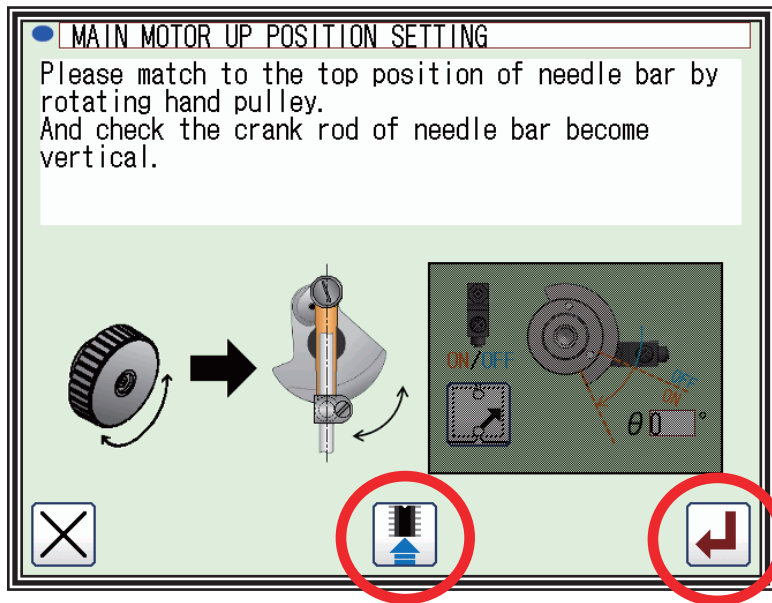 MAIN MOTOR UP POSITION SETTING
Please match to the top position of needle bar by
rotating hand pulley.
And check the crank rod of needle bar become
vertical.
ON/OFF
OFF
ON
θ 0 °